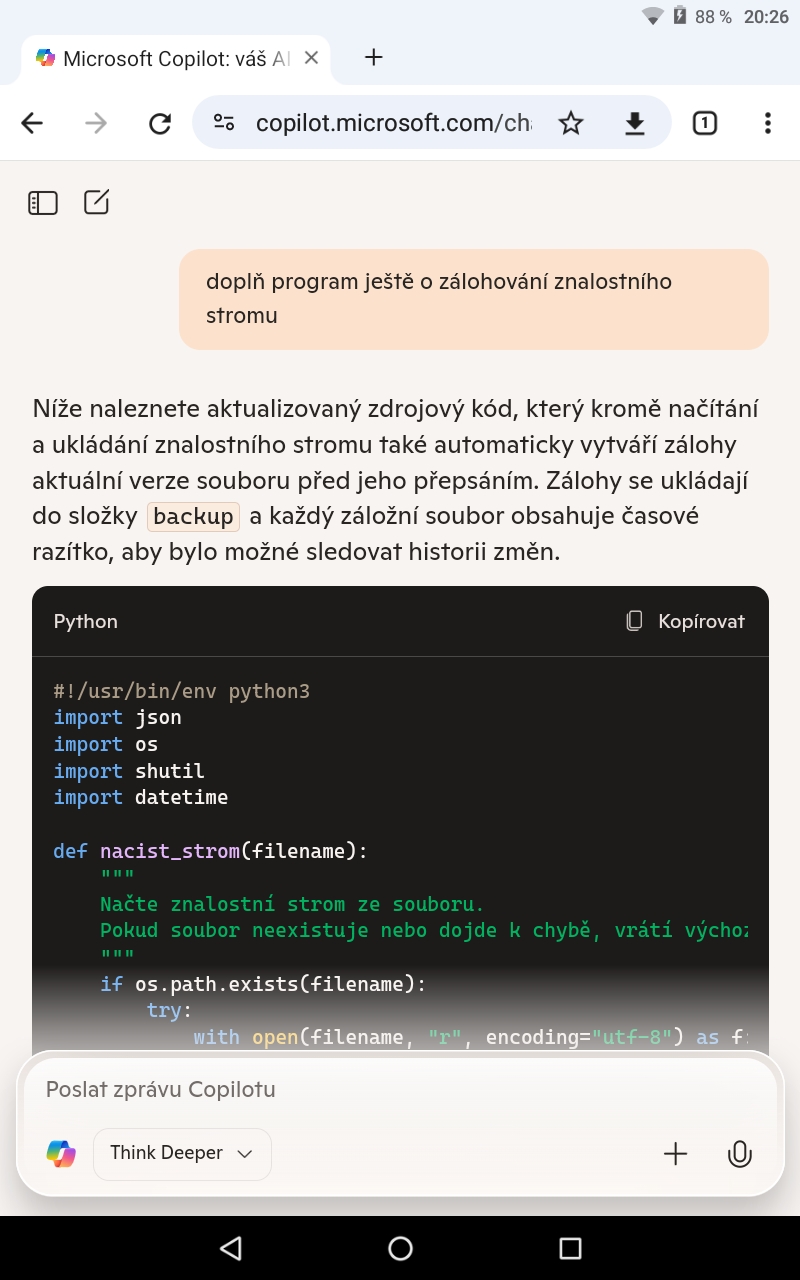 88 % 20:26
Microsoft Copilot: váš AI
copilot.microsoft.com/ch
1
doplň program ještě o zálohování znalostního
stromu
Níže naleznete aktualizovaný zdrojový kód, který kromě načítání
a ukládání znalostního stromu také automaticky vytváří zálohy
aktuální verze souboru před jeho přepsáním. Zálohy se ukládají
do složky backup a každý záložní soubor obsahuje časové
razítko, aby bylo možné sledovat historii změn.
Python Kopírovat
#!/usr/bin/env python3
import json
import os
import shutil
import datetime
def nacist_strom(filename):
"""
Načte znalostní strom ze souboru.
Pokud soubor neexistuje nebo dojde k chybě, vrátí výchoz
"""
if os.path.exists(filename):
try:
with open(filename, "r", encoding="utf-8") as f:
Poslat zprávu Copilotu
Think Deeper